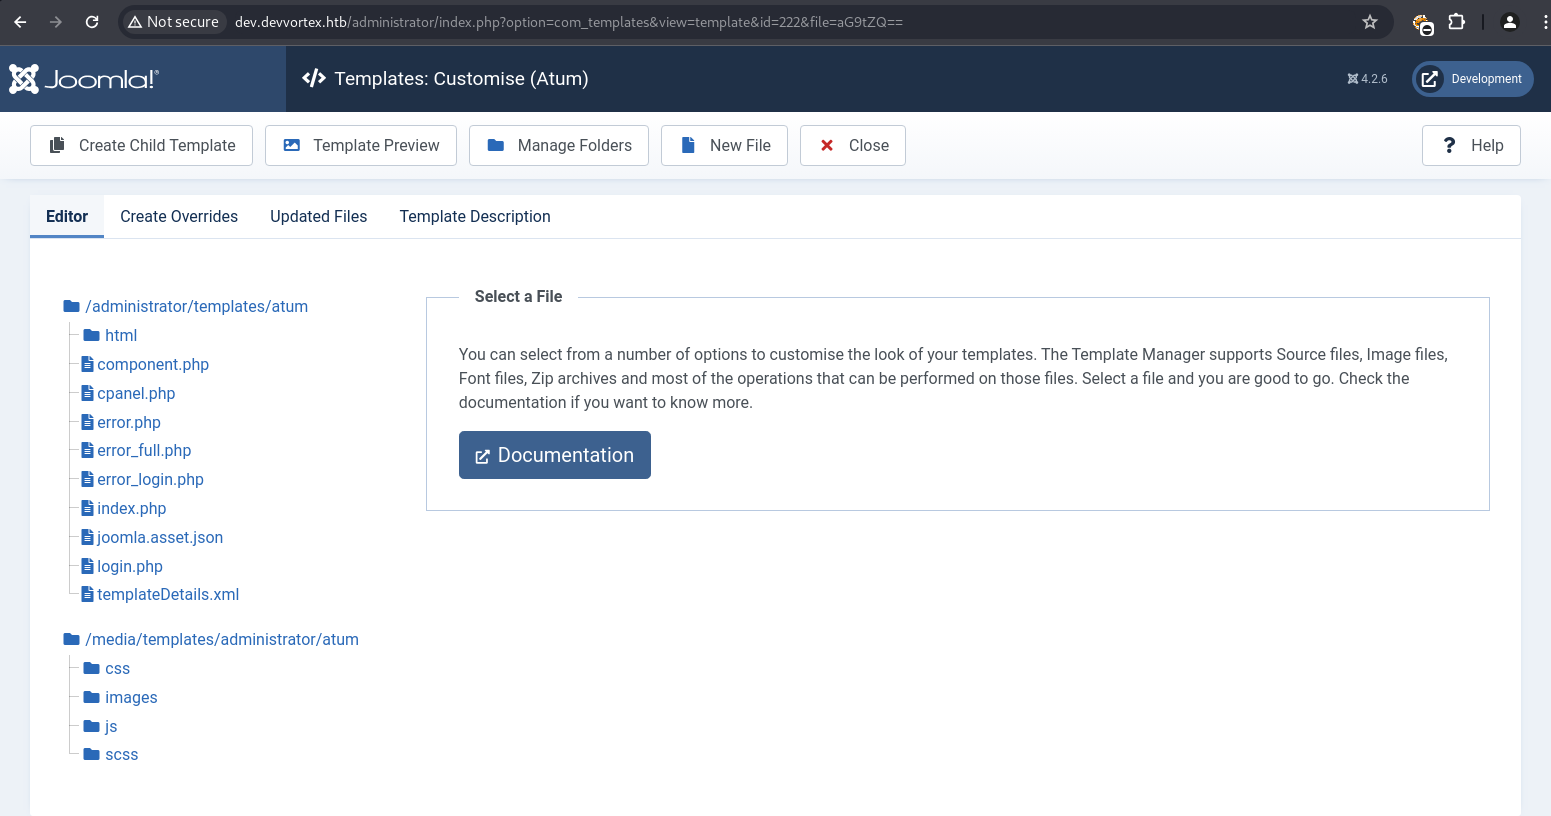 Not secure dev.devvortex.htb/administrator/index.php?option=com_templates&view=template&id=222&file=aG9tZQ==
Joomla!® Templates: Customise (Atum) 4.2.6 Development
Create Child Template Template Preview Manage Folders New File Close Help
Editor Create Overrides Updated Files Template Description
/administrator/templates/atum
html
component.php
cpanel.php
error.php
error_full.php
error_login.php
index.php
joomla.asset.json
login.php
templateDetails.xml
/media/templates/administrator/atum
css
images
js
scss
Select a File
You can select from a number of options to customise the look of your templates. The Template Manager supports Source files, Image files,
Font files, Zip archives and most of the operations that can be performed on those files. Select a file and you are good to go. Check the
documentation if you want to know more.
Documentation